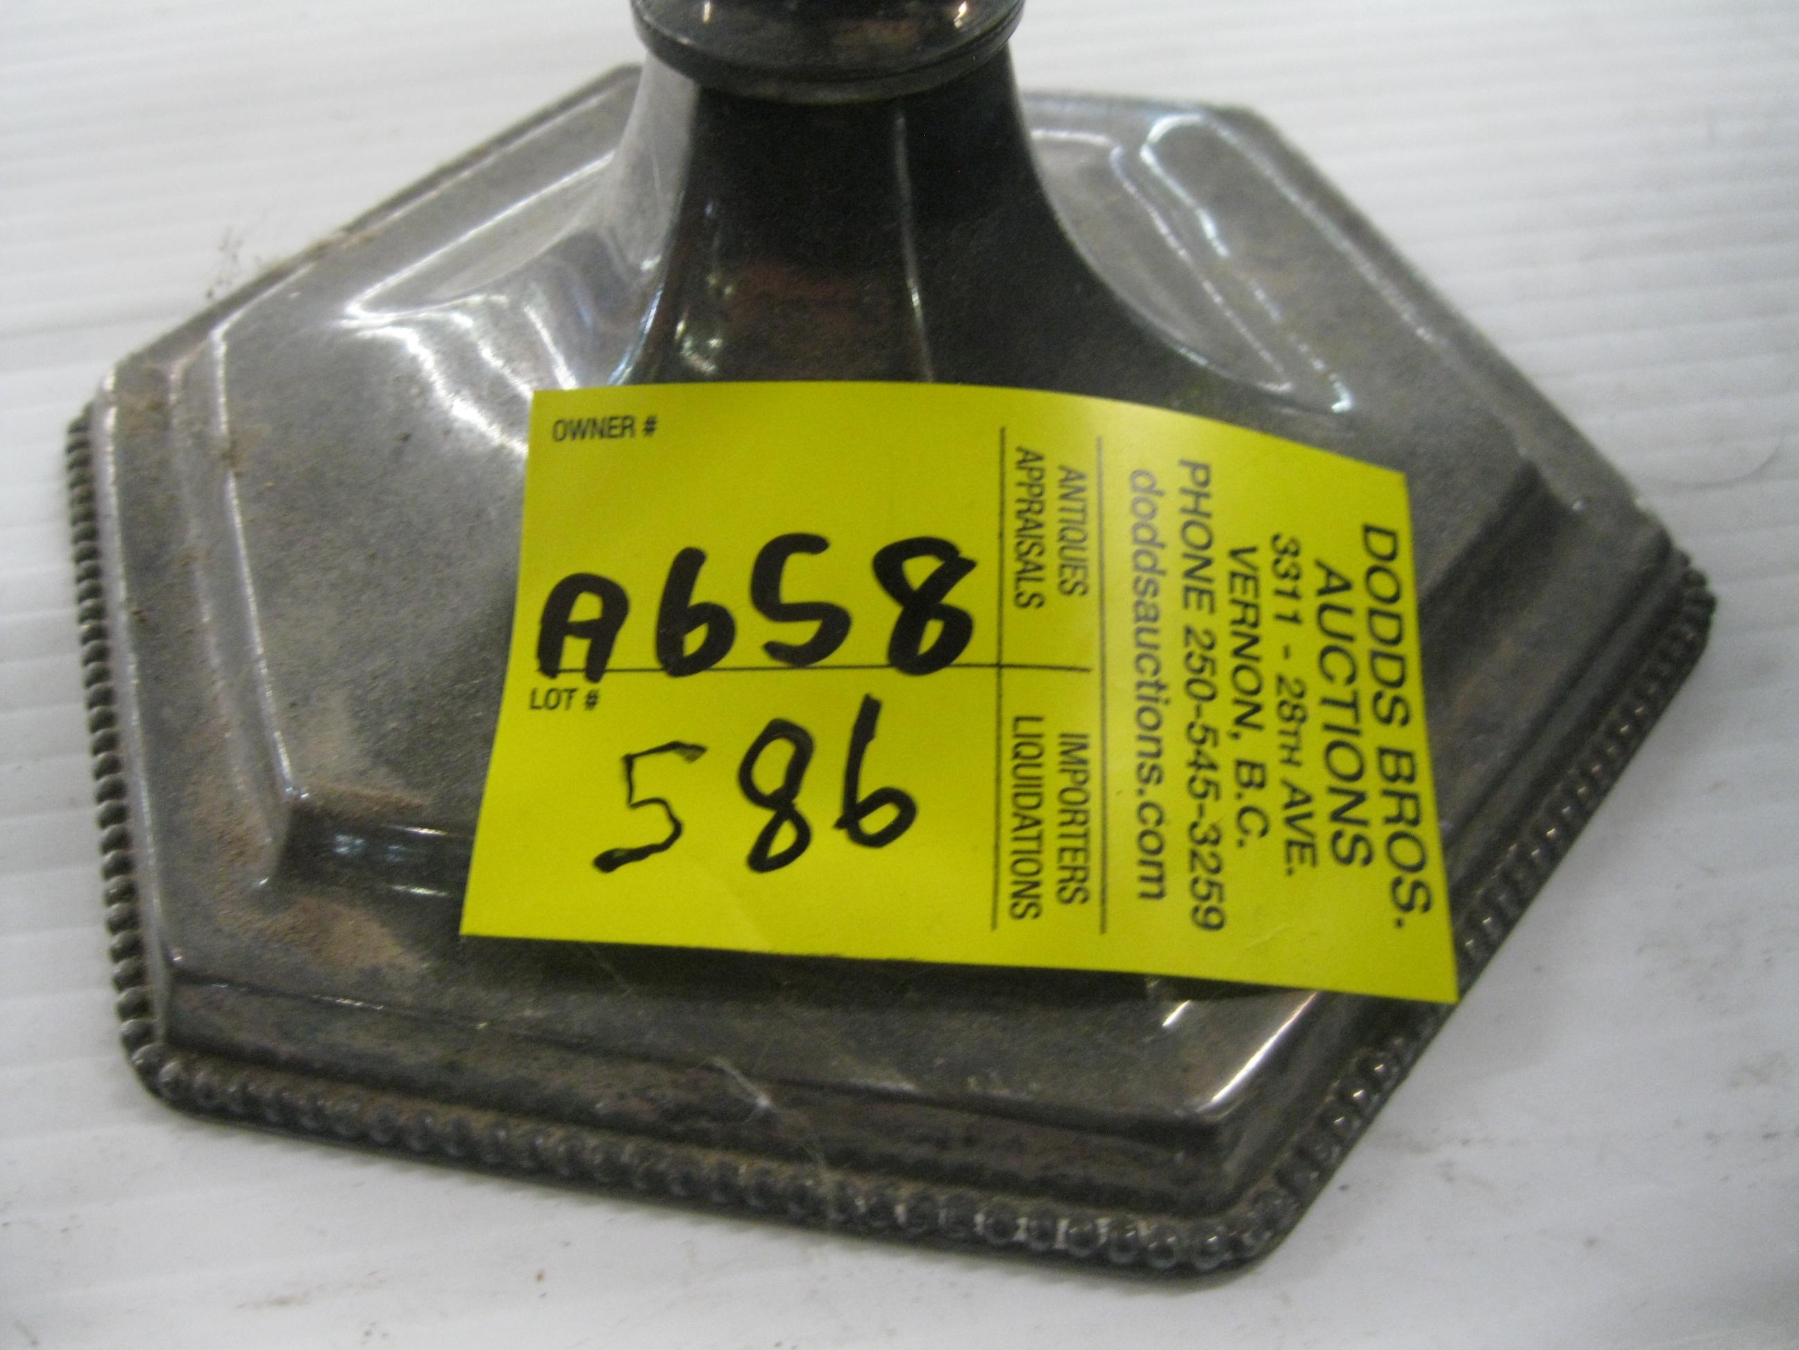 OWNER #
A658
LOT #
586
ANTIQUES
APPRAISALS
IMPORTERS
LIQUIDATIONS
DODDS BROS.
AUCTIONS
3311 - 28TH AVE.
VERNON, B.C.
PHONE 250-545-3259
doddsauctions.com